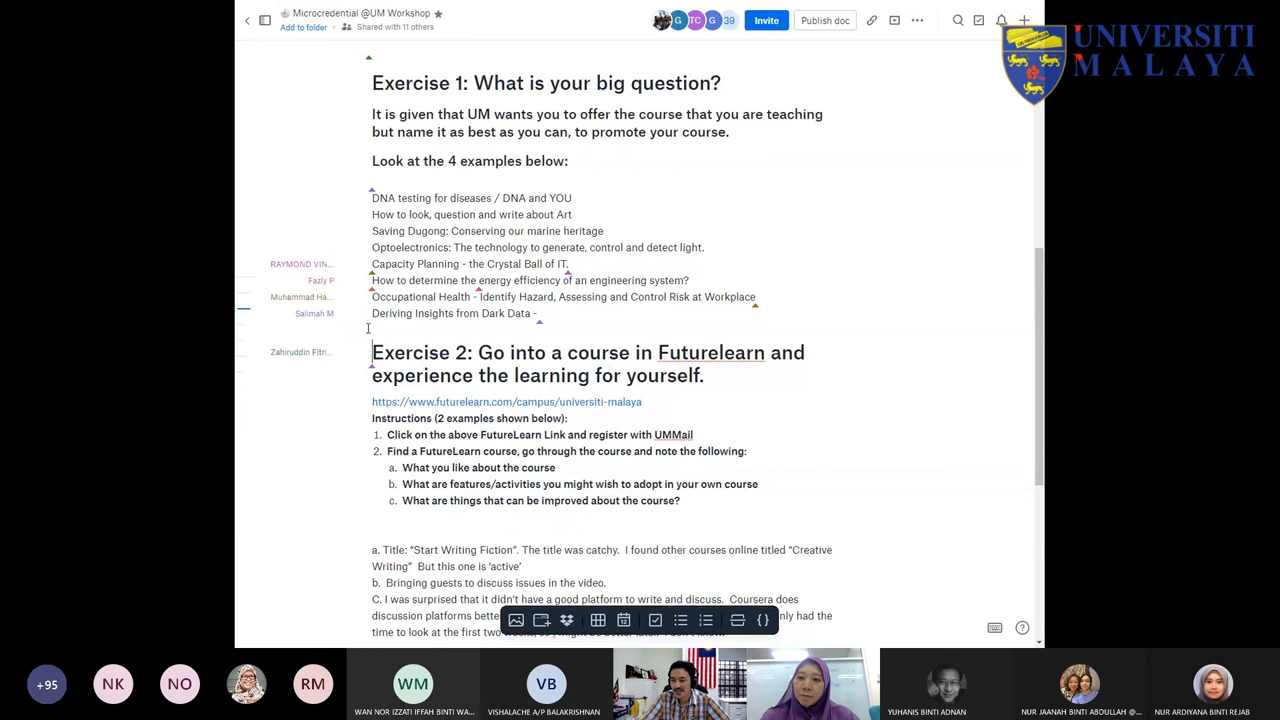 Microcredential @UM Workshop
Add to folder
Shared with 11 others
G
TC
G
39
Invite
Publish doc
UNIVERSITI
MALAYA
Exercise 1: What is your big question?
It is given that UM wants you to offer the course that you are teaching
but name it as best as you can, to promote your course.
Look at the 4 examples below:
DNA testing for diseases / DNA and YOU
How to look, question and write about Art
Saving Dugong: Conserving our marine heritage
Optoelectronics: The technology to generate, control and detect light.
RAYMOND VIN...
Capacity Planning - the Crystal Ball of IT.
Fazly P
How to determine the energy efficiency of an engineering system?
Muhammad Ha...
Occupational Health - Identify Hazard, Assessing and Control Risk at Workplace
Salimah M
Deriving Insights from Dark Data -
Zahiruddin Fitri...
Exercise 2: Go into a course in Futurelearn and
experience the learning for yourself.
https://www.futurelearn.com/campus/universiti-malaya
Instructions (2 examples shown below):
1. Click on the above FutureLearn Link and register with UMMail
2. Find a FutureLearn course, go through the course and note the following:
a. What you like about the course
b. What are features/activities you might wish to adopt in your own course
c. What are things that can be improved about the course?
a. Title: “Start Writing Fiction”. The title was catchy. I found other courses online titled “Creative
Writing” But this one is ‘active’
b. Bringing guests to discuss issues in the video.
C. I was surprised that it didn’t have a good platform to write and discuss. Coursera does
discussion platforms bette
nly had the
time to look at the first two
+95
NK
NO
RM
WM
WAN NOR IZZATI IFFAH BINTI WA...
VB
VISHALACHE A/P BALAKRISHNAN
YUHANIS BINTI ADNAN
NUR JAANAH BINTI ABDULLAH @...
NUR ARDIYANA BINTI REJAB